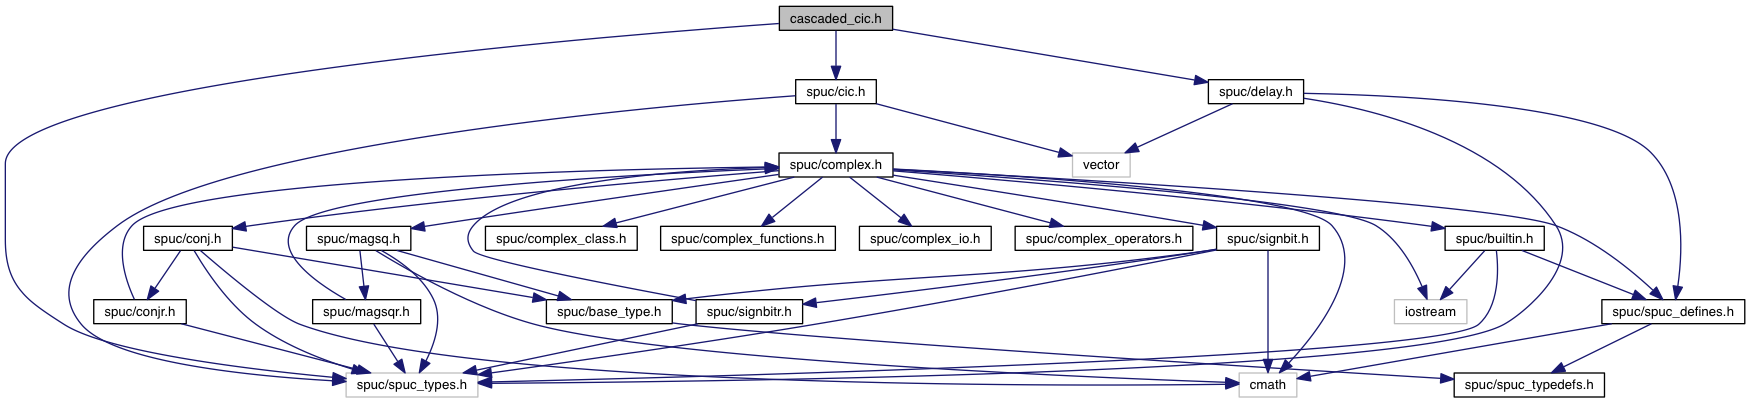 cascaded_cic.h
spuc/cic.h
spuc/delay.h
spuc/complex.h
vector
spuc/conj.h
spuc/magsq.h
spuc/complex_class.h
spuc/complex_functions.h
spuc/complex_io.h
spuc/complex_operators.h
spuc/signbit.h
spuc/builtin.h
spuc/conjr.h
spuc/magsqr.h
spuc/base_type.h
spuc/signbitr.h
iostream
spuc/spuc_defines.h
spuc/spuc_types.h
cmath
spuc/spuc_typedefs.h